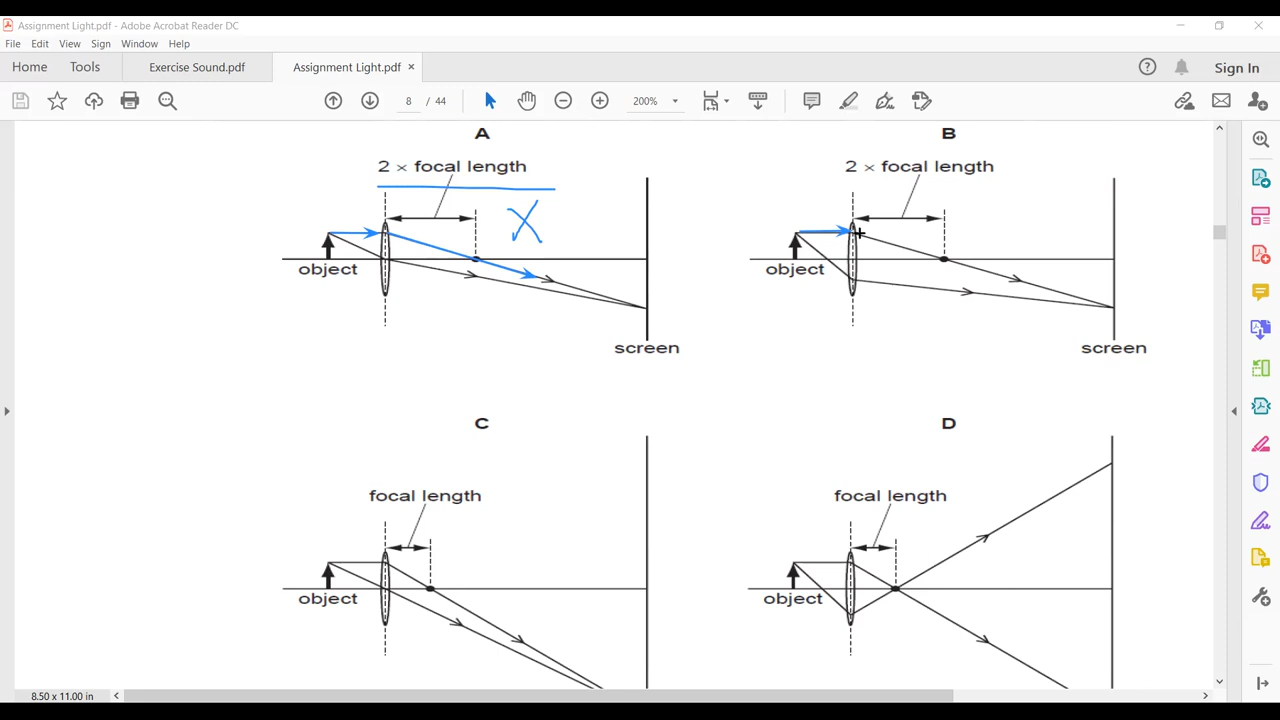 Assignment Light.pdf - Adobe Acrobat Reader DC
File Edit View Sign Window Help
Home Tools Exercise Sound.pdf Assignment Light.pdf × Sign In
8 / 44 200%
A B
2 × focal length 2 × focal length
X
object object
screen screen
C D
focal length focal length
object object
8.50 x 11.00 in